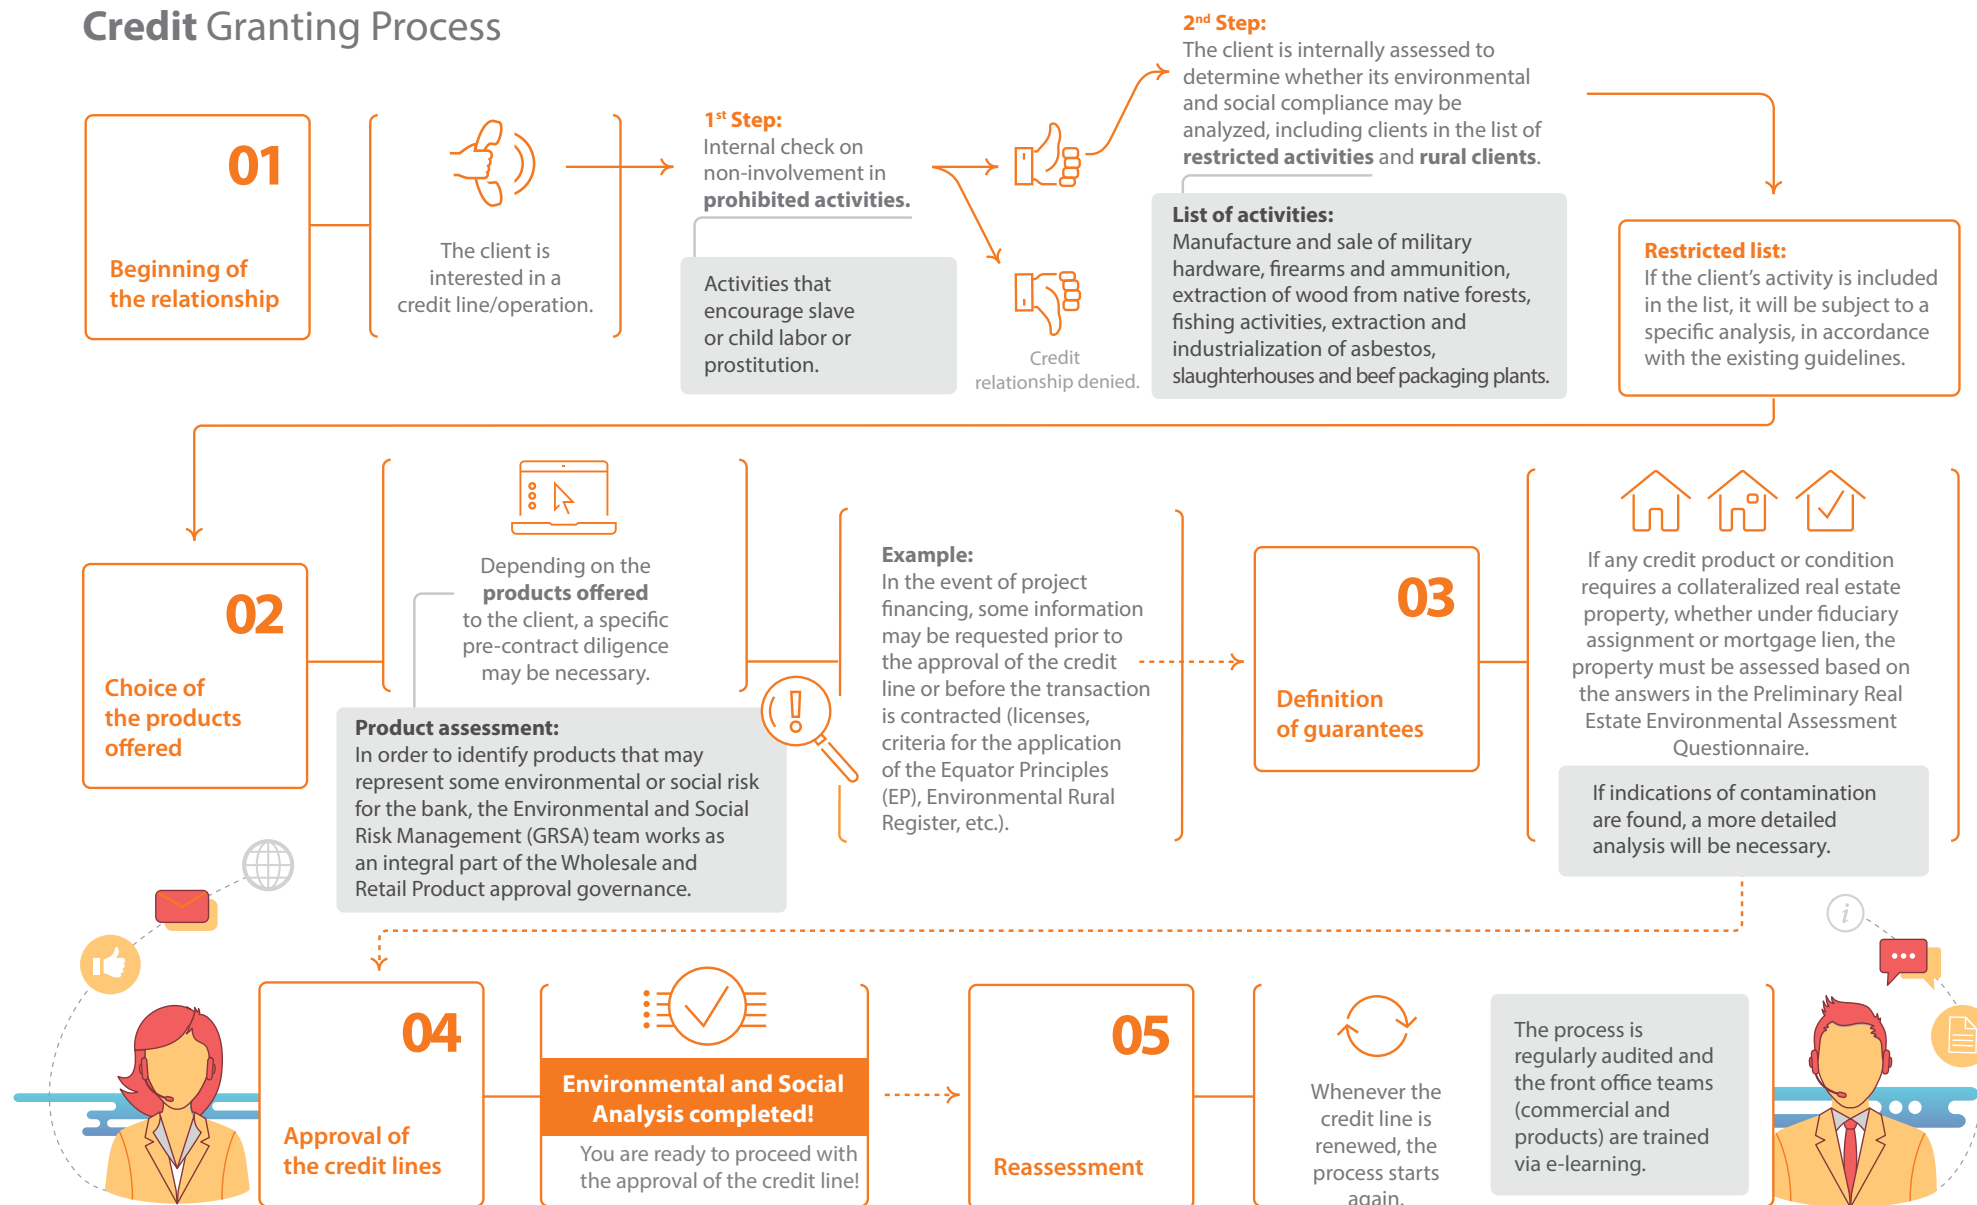 Credit Granting Process
01
Beginning of
the relationship
The client is
interested in a
credit line/operation.
1st Step:
Internal check on
non-involvement in
prohibited activities.
Activities that
encourage slave
or child labor or
prostitution.
Credit
relationship denied.
2nd Step:
The client is internally assessed to
determine whether its environmental
and social compliance may be
analyzed, including clients in the list of
restricted activities and rural clients.
List of activities:
Manufacture and sale of military
hardware, firearms and ammunition,
extraction of wood from native forests,
fishing activities, extraction and
industrialization of asbestos,
slaughterhouses and beef packaging plants.
Restricted list:
If the client's activity is included
in the list, it will be subject to a
specific analysis, in accordance
with the existing guidelines.
02
Choice of
the products
offered
Depending on the
products offered
to the client, a specific
pre-contract diligence
may be necessary.
Product assessment:
In order to identify products that may
represent some environmental or social risk
for the bank, the Environmental and Social
Risk Management (GRSA) team works as
an integral part of the Wholesale and
Retail Product approval governance.
Example:
In the event of project
financing, some information
may be requested prior to
the approval of the credit
line or before the transaction
is contracted (licenses,
criteria for the application
of the Equator Principles
(EP), Environmental Rural
Register, etc.).
03
Definition
of guarantees
If any credit product or condition
requires a collateralized real estate
property, whether under fiduciary
assignment or mortgage lien, the
property must be assessed based on
the answers in the Preliminary Real
Estate Environmental Assessment
Questionnaire.
If indications of contamination
are found, a more detailed
analysis will be necessary.
04
Approval of
the credit lines
Environmental and Social
Analysis completed!
You are ready to proceed with
the approval of the credit line!
05
Reassessment
Whenever the
credit line is
renewed, the
process starts
again.
The process is
regularly audited and
the front office teams
(commercial and
products) are trained
via e-learning.
i